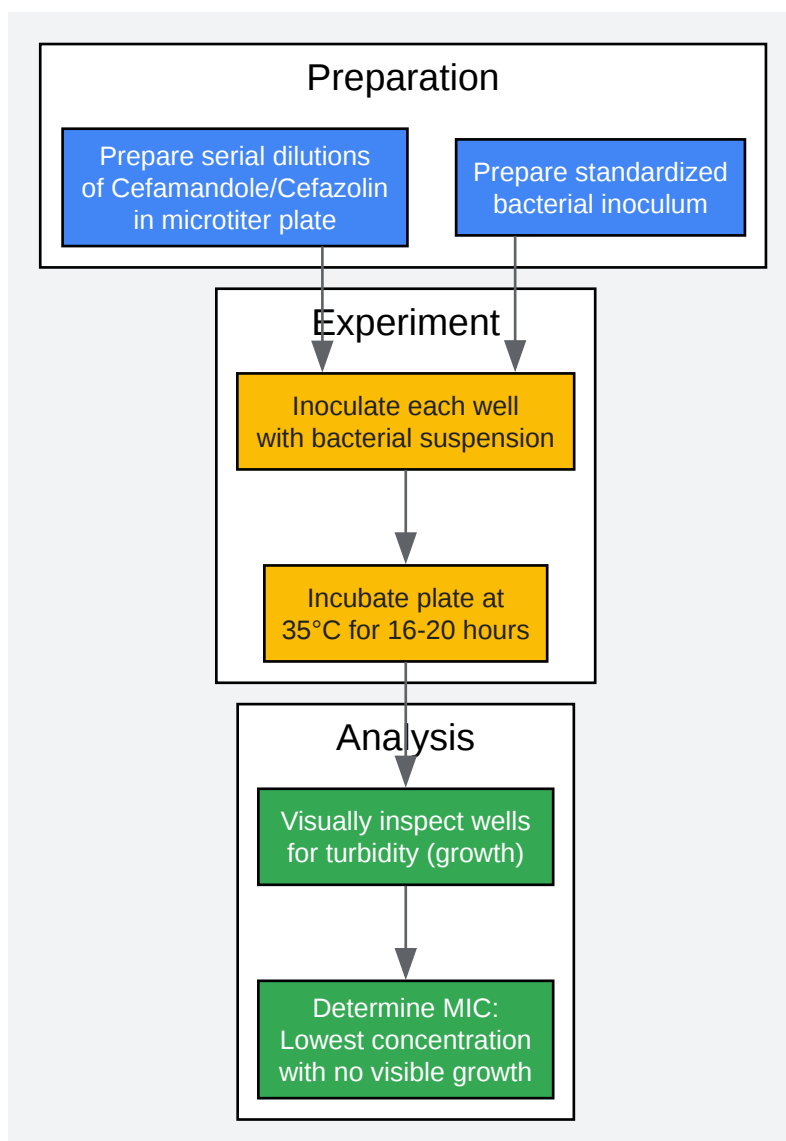 Preparation
Prepare serial dilutions
of Cefamandole/Cefazolin
in microtiter plate
Prepare standardized
bacterial inoculum
Experiment
Inoculate each well
with bacterial suspension
Incubate plate at
35°C for 16-20 hours
Analysis
Visually inspect wells
for turbidity (growth)
Determine MIC:
Lowest concentration
with no visible growth